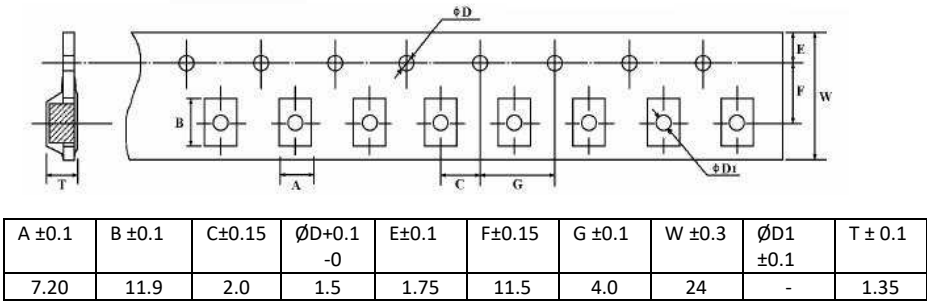 ϕD
E
F
W
B
ϕD1
T
A
C
G
A ±0.1 B ±0.1 C±0.15 ØD+0.1 -0 E±0.1 F±0.15 G ±0.1 W ±0.3 ØD1 ±0.1 T ± 0.1
7.20 11.9 2.0 1.5 1.75 11.5 4.0 24 - 1.35